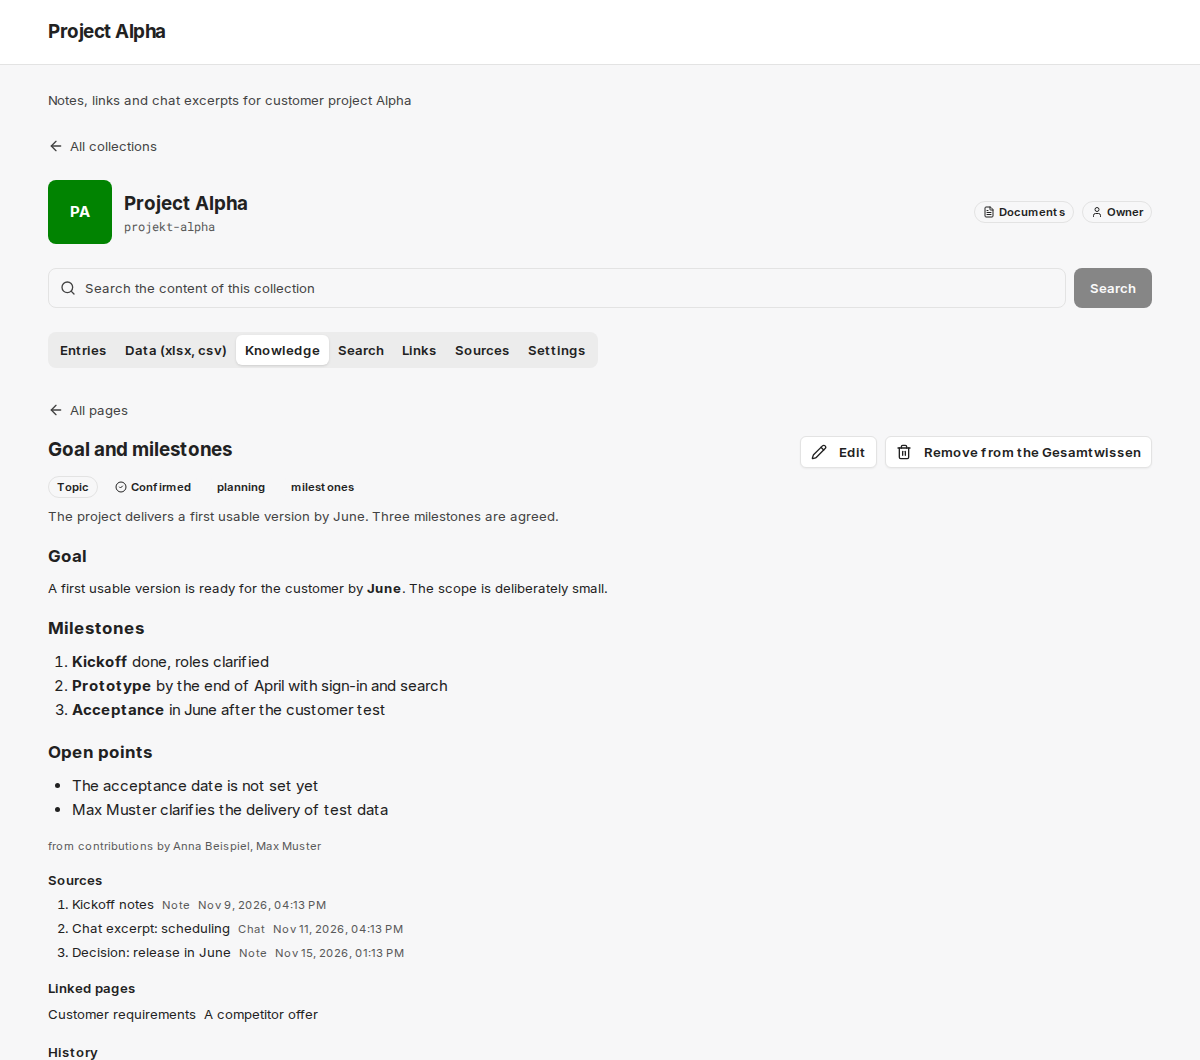 Project Alpha
Notes, links and chat excerpts for customer project Alpha
All collections
PA
Project Alpha
projekt-alpha
Documents
Owner
Search the content of this collection
Search
Entries Data (xlsx, csv) Knowledge Search Links Sources Settings
All pages
Goal and milestones
Edit
Remove from the Gesamtwissen
Topic Confirmed planning milestones
The project delivers a first usable version by June. Three milestones are agreed.
Goal
A first usable version is ready for the customer by June. The scope is deliberately small.
Milestones
1. Kickoff done, roles clarified
2. Prototype by the end of April with sign-in and search
3. Acceptance in June after the customer test
Open points
• The acceptance date is not set yet
• Max Muster clarifies the delivery of test data
from contributions by Anna Beispiel, Max Muster
Sources
1. Kickoff notes Note Nov 9, 2026, 04:13 PM
2. Chat excerpt: scheduling Chat Nov 11, 2026, 04:13 PM
3. Decision: release in June Note Nov 15, 2026, 01:13 PM
Linked pages
Customer requirements A competitor offer
History